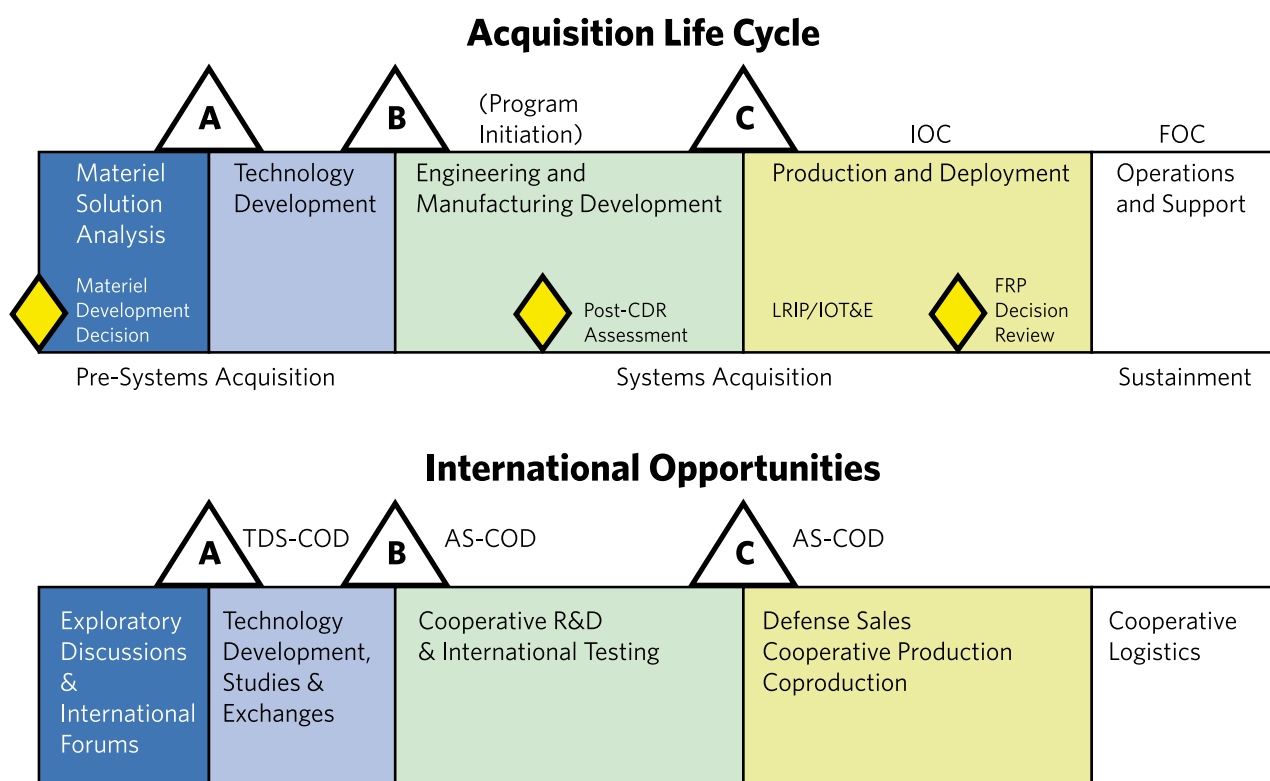 Acquisition Life Cycle
A
B
(Program
Initiation)
C
IOC
FOC
Materiel
Solution
Analysis
Technology
Development
Engineering and
Manufacturing Development
Production and Deployment
Operations
and Support
Materiel
Development
Decision
Post-CDR
Assessment
LRIP/IOT&E
FRP
Decision
Review
Pre-Systems Acquisition
Systems Acquisition
Sustainment
International Opportunities
A
TDS-COD
B
AS-COD
C
AS-COD
Exploratory
Discussions
&
International
Forums
Technology
Development,
Studies &
Exchanges
Cooperative R&D
& International Testing
Defense Sales
Cooperative Production
Coproduction
Cooperative
Logistics